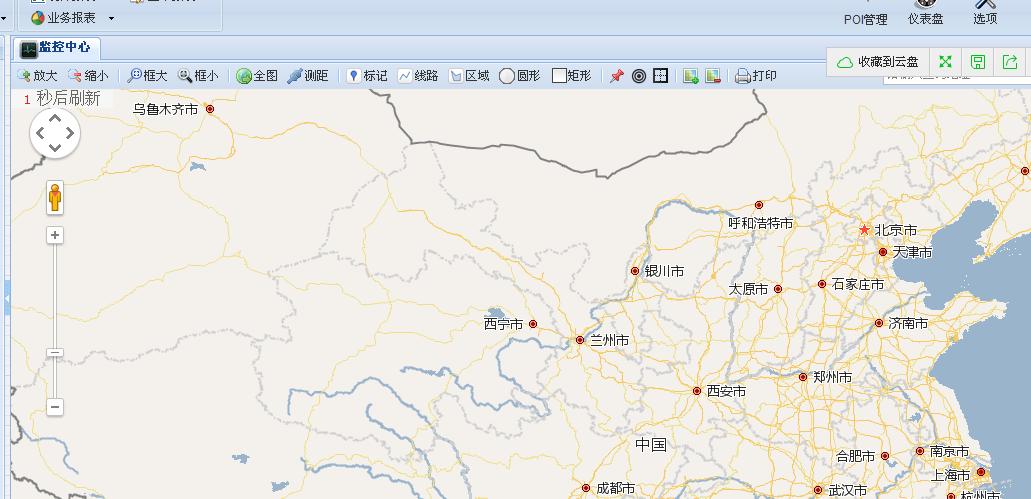 业务报表
POI管理
仪表盘
选项
监控中心
收藏到云盘
放大 缩小 框大 框小 全图 测距 标记 线路 区域 圆形 矩形 打印
1 秒后刷新
乌鲁木齐市
呼和浩特市
北京市
天津市
银川市
太原市
石家庄市
西宁市
济南市
兰州市
郑州市
西安市
中国
合肥市
南京市
上海市
成都市
武汉市
杭州市